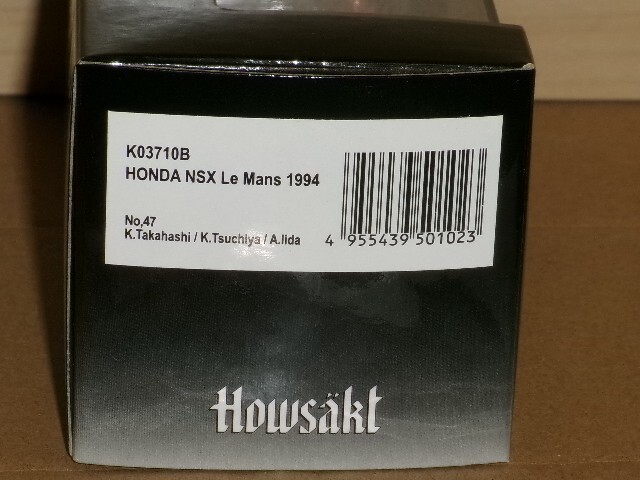 K03710B
HONDA NSX Le Mans 1994
No,47
K.Takahashi / K.Tsuchiya / A.Iida
4 955439 501023
Howsäkt